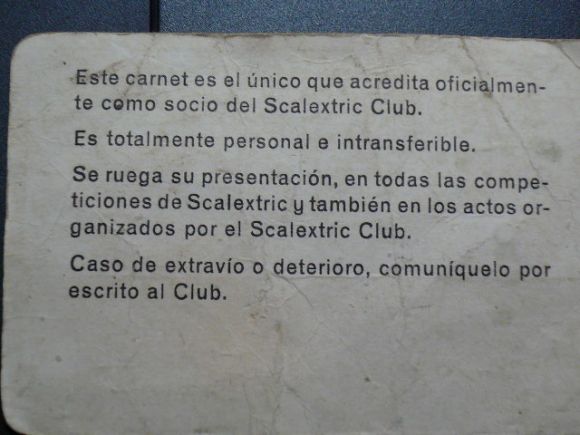 Este carnet es el único que acredita oficialmen-
te como socio del Scalextric Club.
Es totalmente personal e intransferible.
Se ruega su presentación, en todas las compe-
ticiones de Scalextric y también en los actos or-
ganizados por el Scalextric Club.
Caso de extravío o deterioro, comuníquelo por
escrito al Club.